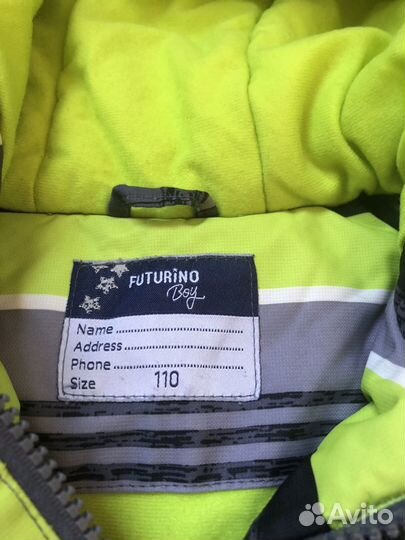 FUTURiNO
Boy
Name
Address
Phone
Size 110
Avito